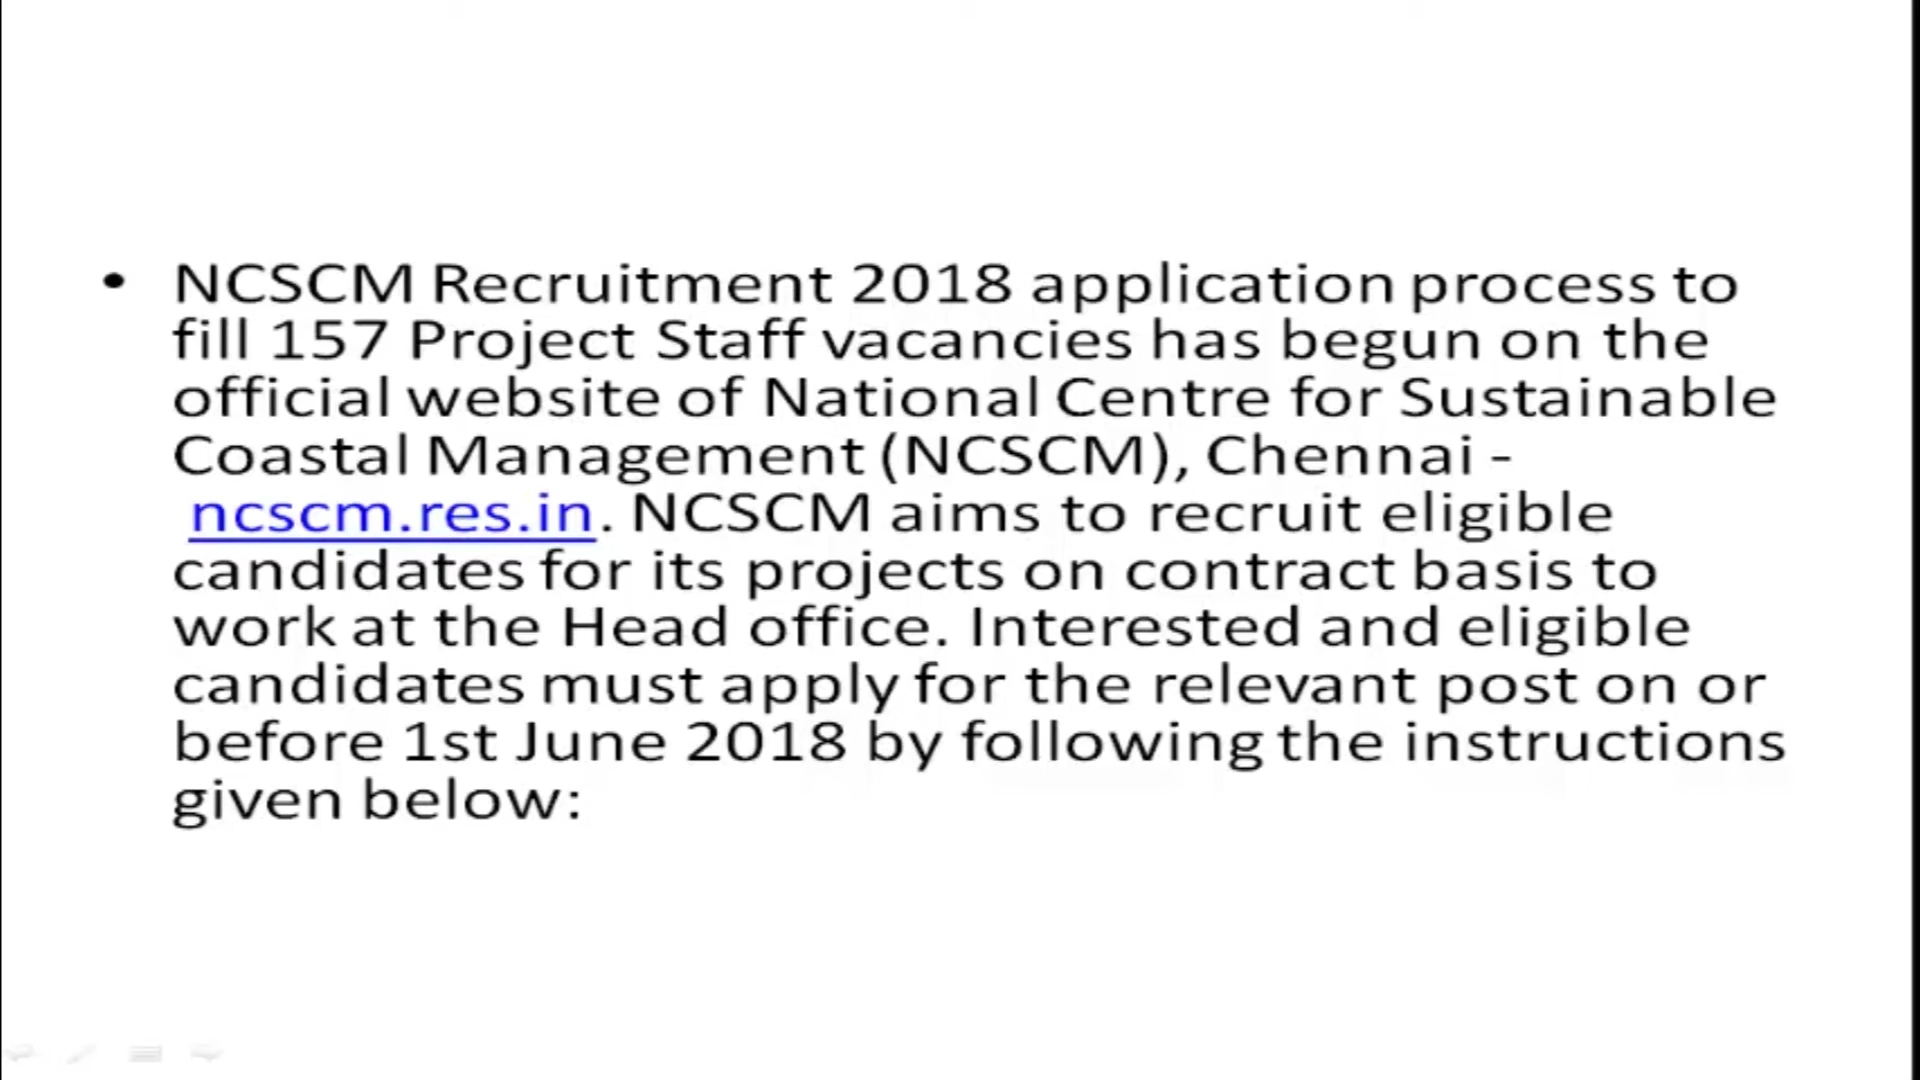 • NCSCM Recruitment 2018 application process to
fill 157 Project Staff vacancies has begun on the
official website of National Centre for Sustainable
Coastal Management (NCSCM), Chennai -
ncscm.res.in. NCSCM aims to recruit eligible
candidates for its projects on contract basis to
work at the Head office. Interested and eligible
candidates must apply for the relevant post on or
before 1st June 2018 by following the instructions
given below: